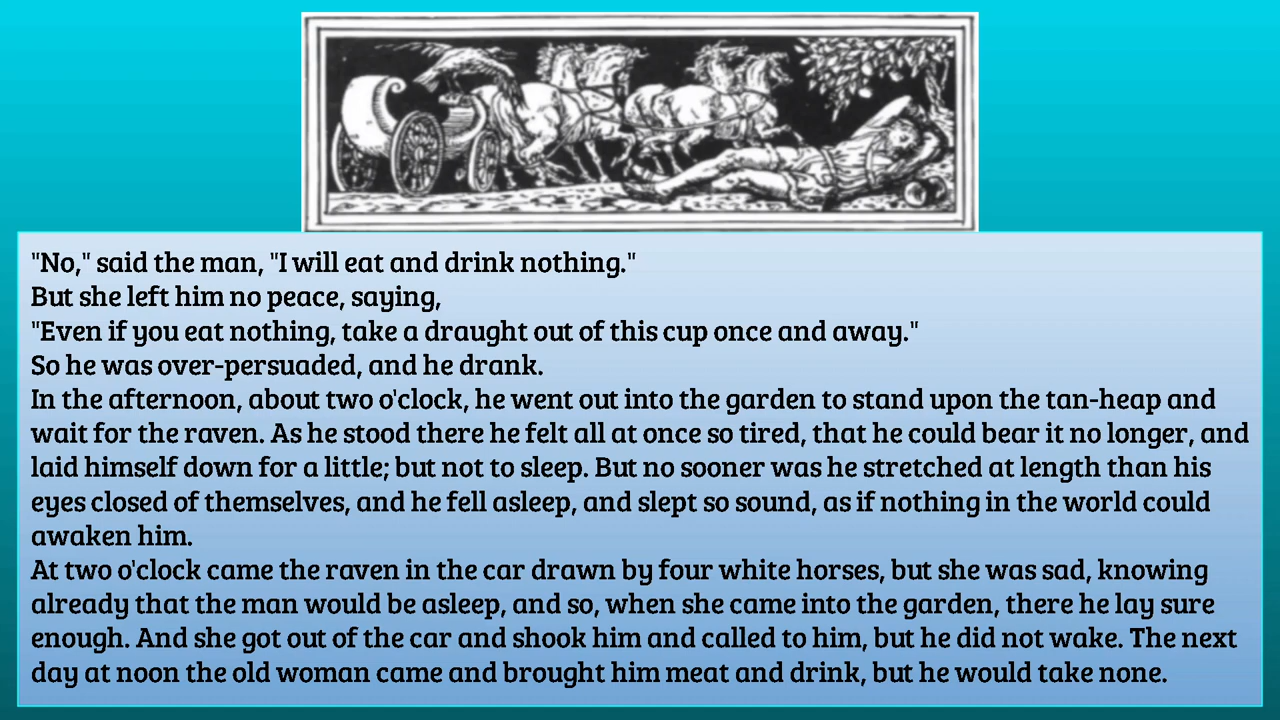 "No," said the man, "I will eat and drink nothing."
But she left him no peace, saying,
"Even if you eat nothing, take a draught out of this cup once and away."
So he was over-persuaded, and he drank.
In the afternoon, about two o'clock, he went out into the garden to stand upon the tan-heap and
wait for the raven. As he stood there he felt all at once so tired, that he could bear it no longer, and
laid himself down for a little; but not to sleep. But no sooner was he stretched at length than his
eyes closed of themselves, and he fell asleep, and slept so sound, as if nothing in the world could
awaken him.
At two o'clock came the raven in the car drawn by four white horses, but she was sad, knowing
already that the man would be asleep, and so, when she came into the garden, there he lay sure
enough. And she got out of the car and shook him and called to him, but he did not wake. The next
day at noon the old woman came and brought him meat and drink, but he would take none.